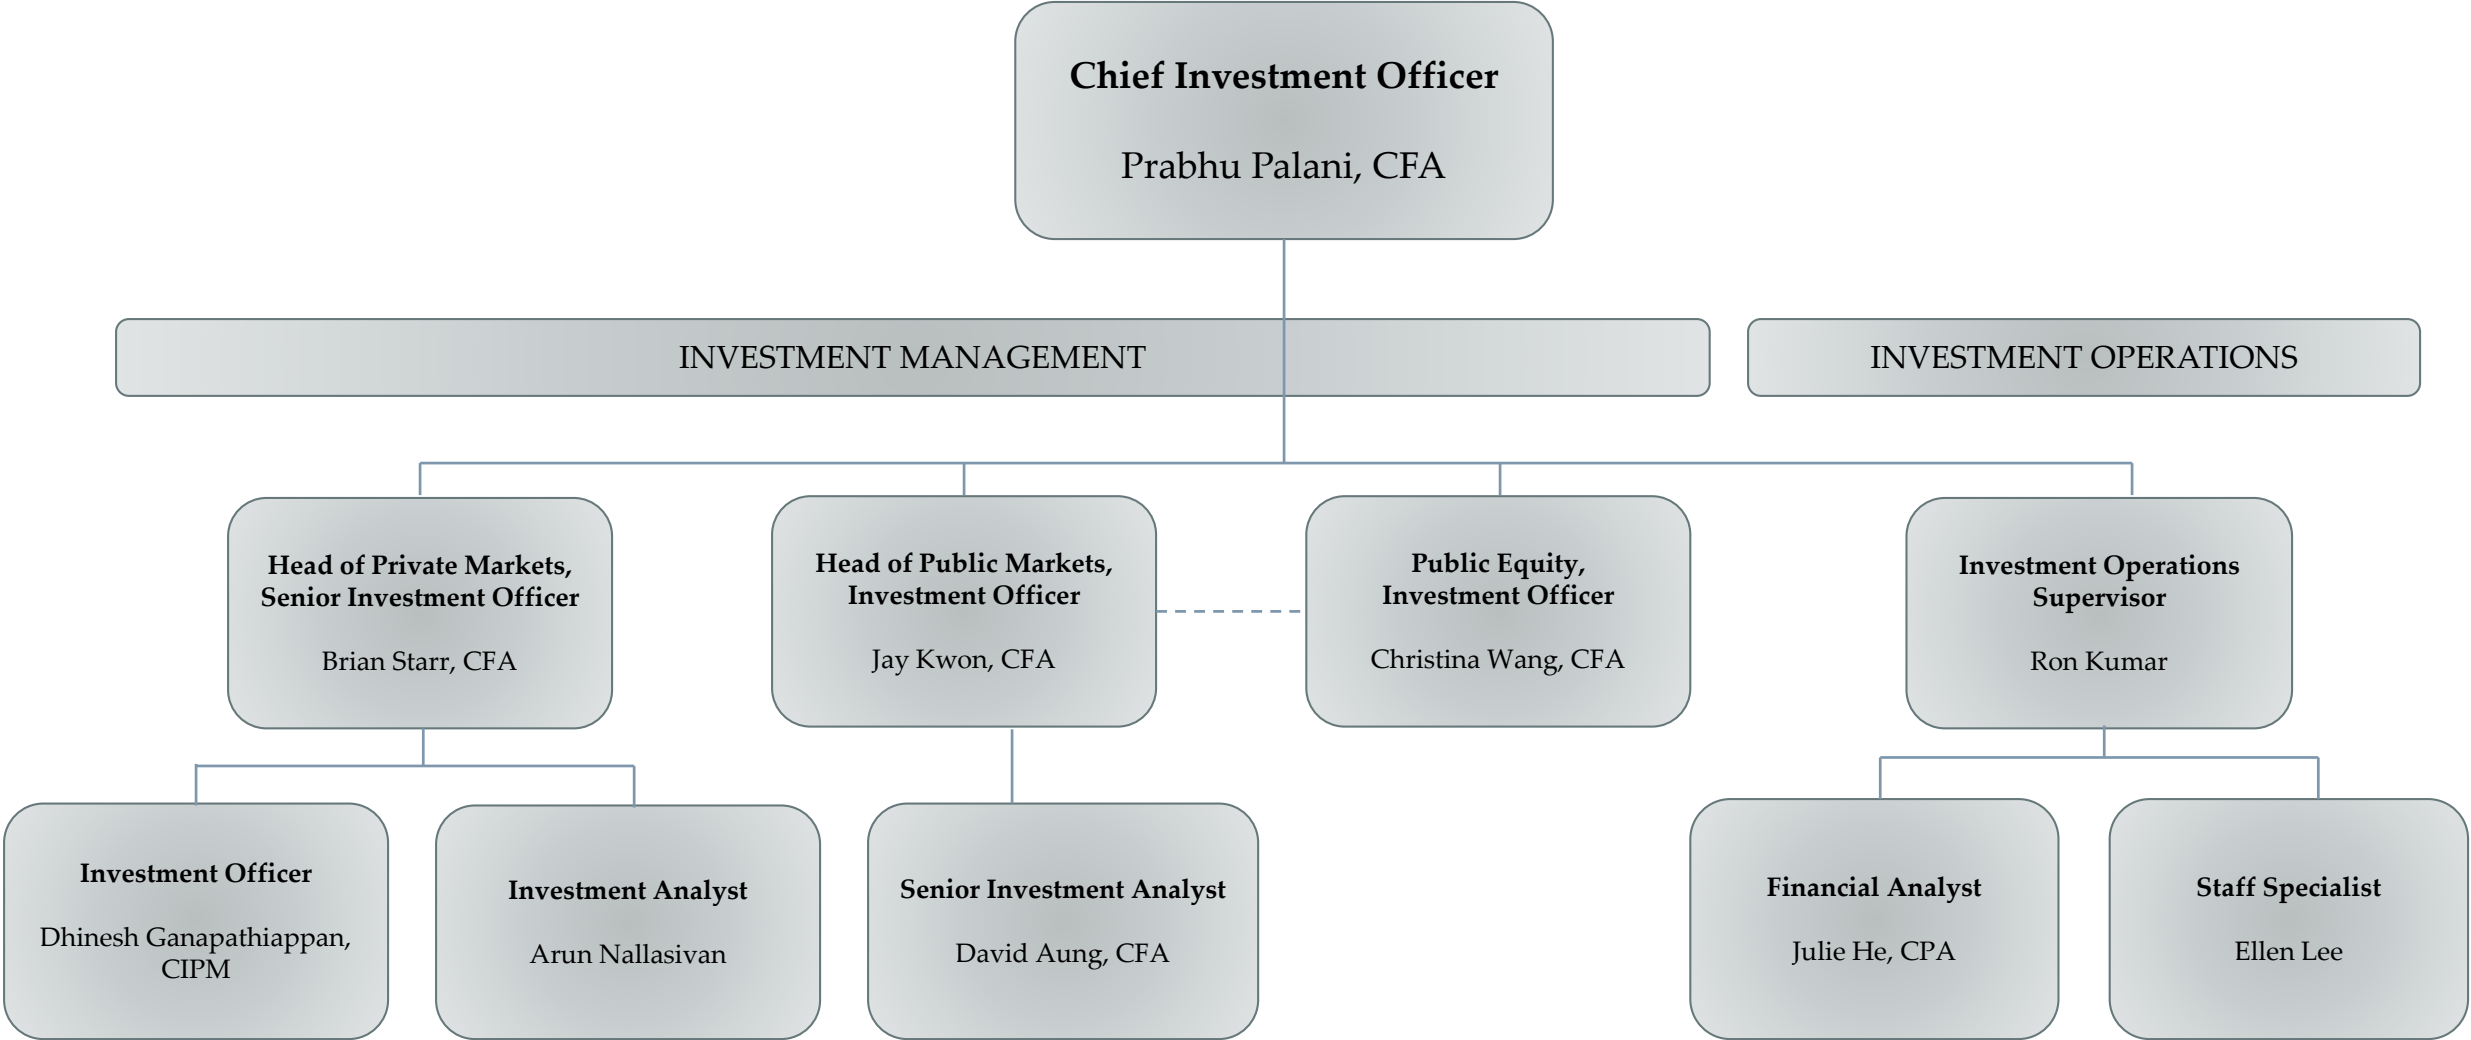 Chief Investment Officer
Prabhu Palani, CFA
INVESTMENT MANAGEMENT
INVESTMENT OPERATIONS
Head of Private Markets,
Senior Investment Officer
Brian Starr, CFA
Head of Public Markets,
Investment Officer
Jay Kwon, CFA
Public Equity,
Investment Officer
Christina Wang, CFA
Investment Operations
Supervisor
Ron Kumar
Investment Officer
Dhinesh Ganapathiappan,
CIPM
Investment Analyst
Arun Nallasivan
Senior Investment Analyst
David Aung, CFA
Financial Analyst
Julie He, CPA
Staff Specialist
Ellen Lee